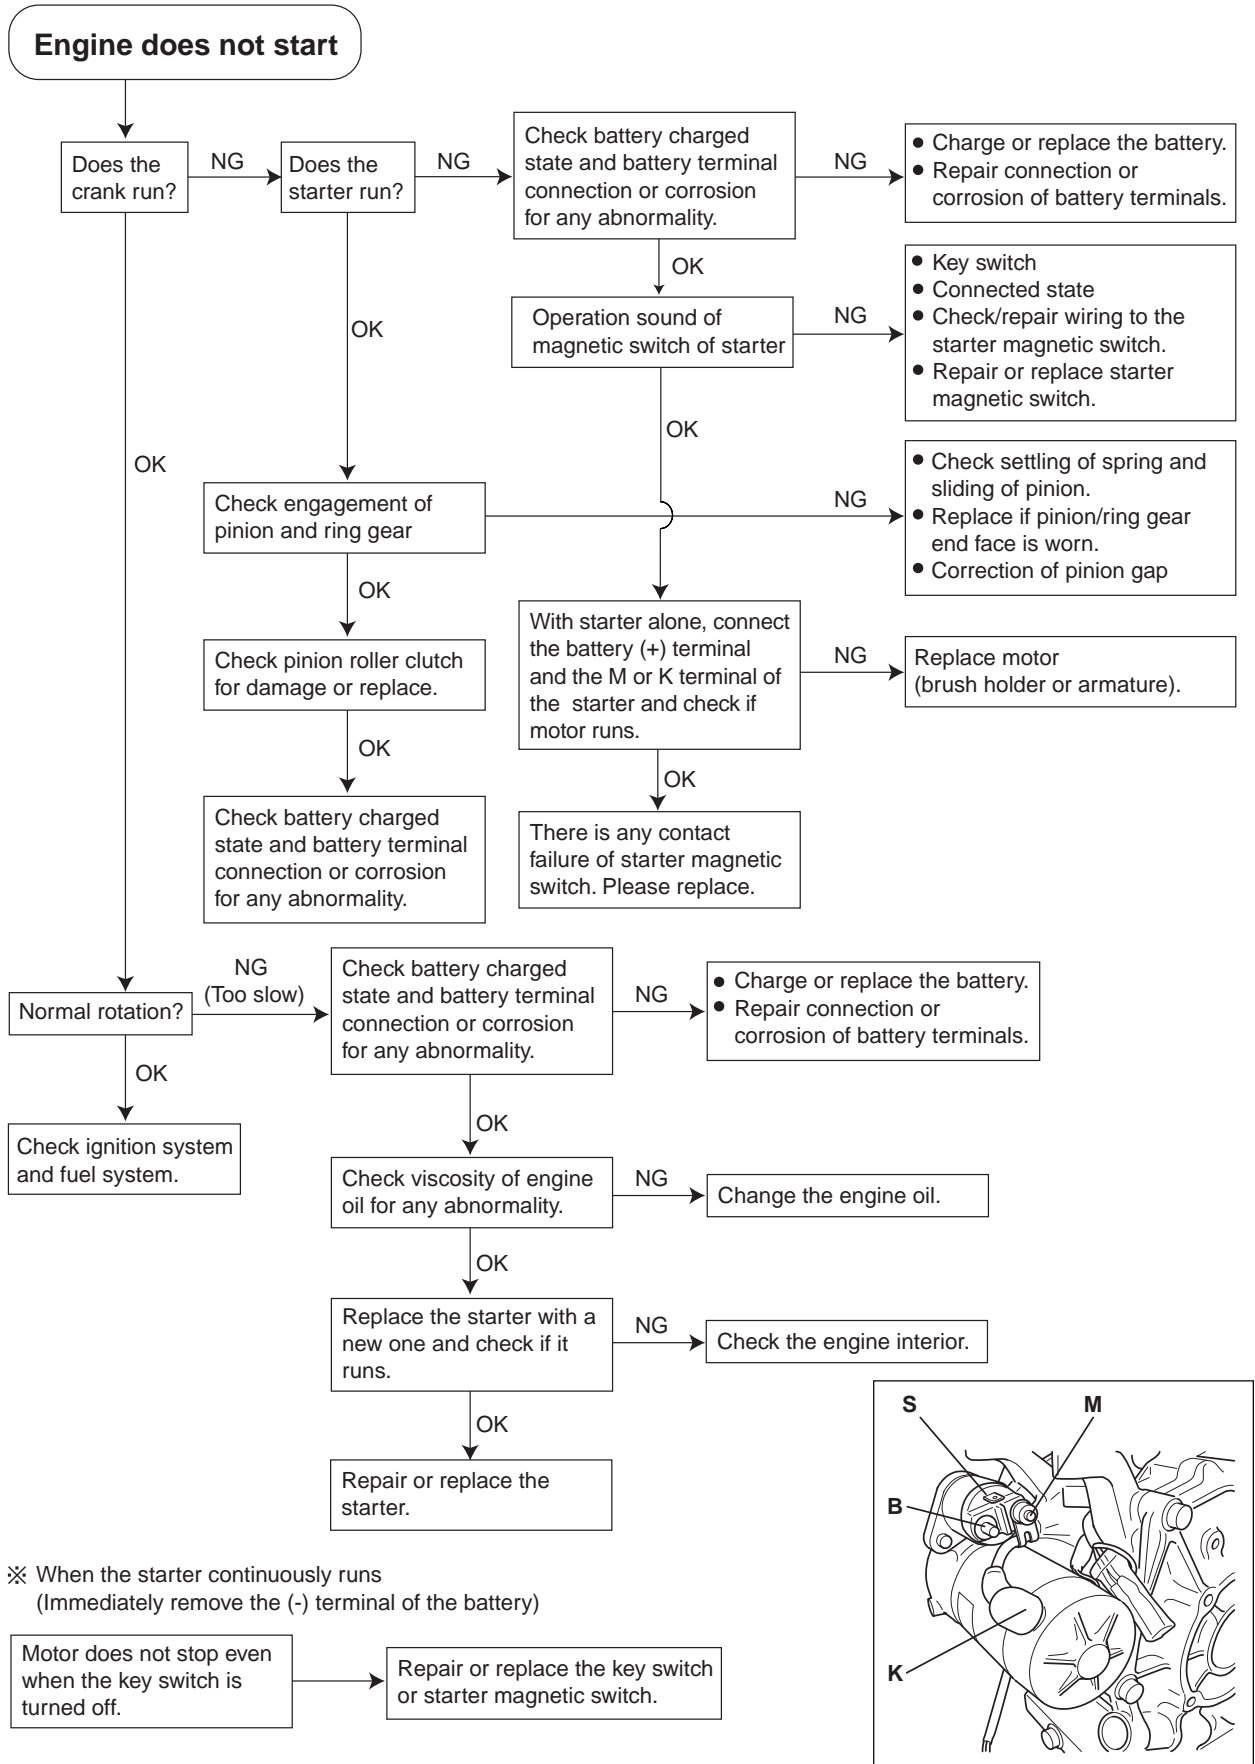 Engine does not start
Does the
crank run?
NG
Does the
starter run?
NG
Check battery charged
state and battery terminal
connection or corrosion
for any abnormality.
NG
● Charge or replace the battery.
● Repair connection or
corrosion of battery terminals.
OK
Operation sound of
magnetic switch of starter
NG
● Key switch
● Connected state
● Check/repair wiring to the
starter magnetic switch.
● Repair or replace starter
magnetic switch.
OK
OK
OK
Check engagement of
pinion and ring gear
NG
● Check settling of spring and
sliding of pinion.
● Replace if pinion/ring gear
end face is worn.
● Correction of pinion gap
OK
Check pinion roller clutch
for damage or replace.
With starter alone, connect
the battery (+) terminal
and the M or K terminal of
the starter and check if
motor runs.
NG
Replace motor
(brush holder or armature).
OK
OK
Check battery charged
state and battery terminal
connection or corrosion
for any abnormality.
There is any contact
failure of starter magnetic
switch. Please replace.
Normal rotation?
NG
(Too slow)
Check battery charged
state and battery terminal
connection or corrosion
for any abnormality.
NG
● Charge or replace the battery.
● Repair connection or
corrosion of battery terminals.
OK
Check ignition system
and fuel system.
OK
Check viscosity of engine
oil for any abnormality.
NG
Change the engine oil.
OK
Replace the starter with a
new one and check if it
runs.
NG
Check the engine interior.
OK
Repair or replace the
starter.
S
M
B
K
※ When the starter continuously runs
(Immediately remove the (-) terminal of the battery)
Motor does not stop even
when the key switch is
turned off.
Repair or replace the key switch
or starter magnetic switch.